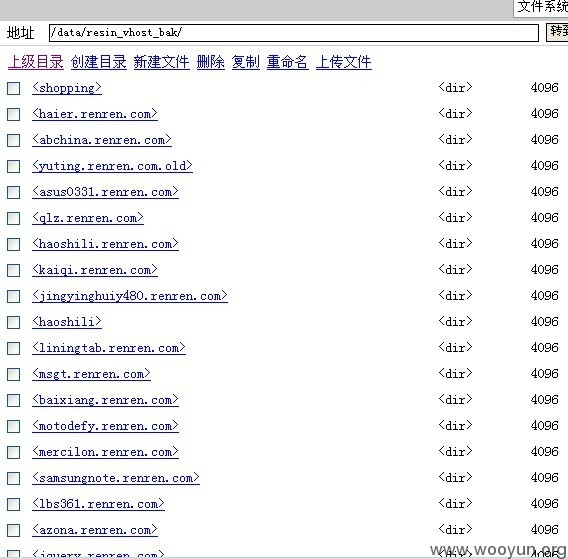 文件系统
地址 /data/resin_vhost_bak/ 转到
上级目录 创建目录 新建文件 删除 复制 重命名 上传文件
<shopping> <dir> 4096
<haier.renren.com> <dir> 4096
<abchina.renren.com> <dir> 4096
<yuting.renren.com.old> <dir> 4096
<asus0331.renren.com> <dir> 4096
<qlz.renren.com> <dir> 4096
<haoshili.renren.com> <dir> 4096
<kaiqi.renren.com> <dir> 4096
<jingyinghuiy480.renren.com> <dir> 4096
<haoshili> <dir> 4096
<liningtab.renren.com> <dir> 4096
<msgt.renren.com> <dir> 4096
<baixiang.renren.com> <dir> 4096
<motodefy.renren.com> <dir> 4096
<mercilon.renren.com> <dir> 4096
<samsungnote.renren.com> <dir> 4096
<lbs361.renren.com> <dir> 4096
<azona.renren.com> <dir> 4096
<jquery.renren.com> <dir> 4096
www.wooyun.org